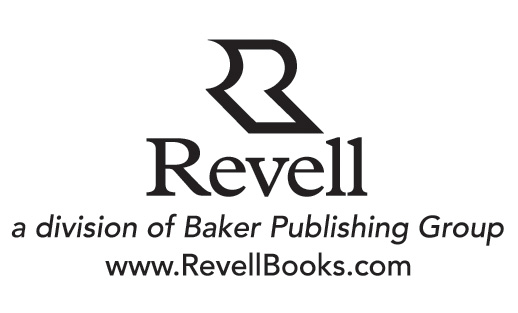 Revell
a division of Baker Publishing Group
www.RevellBooks.com